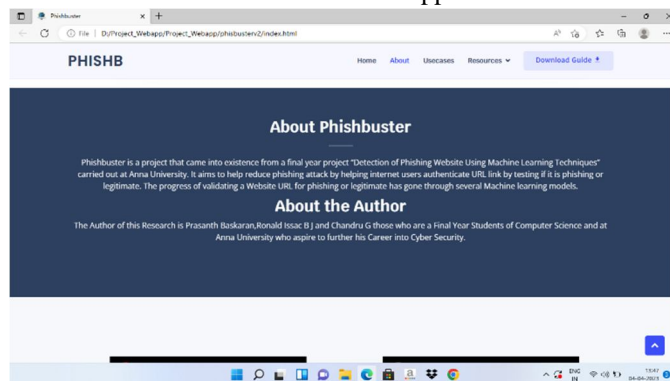 Phishbuster
File D:/Project_Webapp/Project_Webapp/phisbusterv2/index.html
PHISHB
Home About Usecases Resources Download Guide
About Phishbuster
Phishbuster is a project that came into existence from a final year project "Detection of Phishing Website Using Machine Learning Techniques"
carried out at Anna University. It aims to help reduce phishing attack by helping internet users authenticate URL link by testing if it is phishing or
legitimate. The progress of validating a Website URL for phishing or legitimate has gone through several Machine learning models.
About the Author
The Author of this Research is Prasanth Baskaran,Ronald Issac B J and Chandru G those who are a Final Year Students of Computer Science and at
Anna University who aspire to further his Career into Cyber Security.
ENG
IN
13:47
04-04-2023